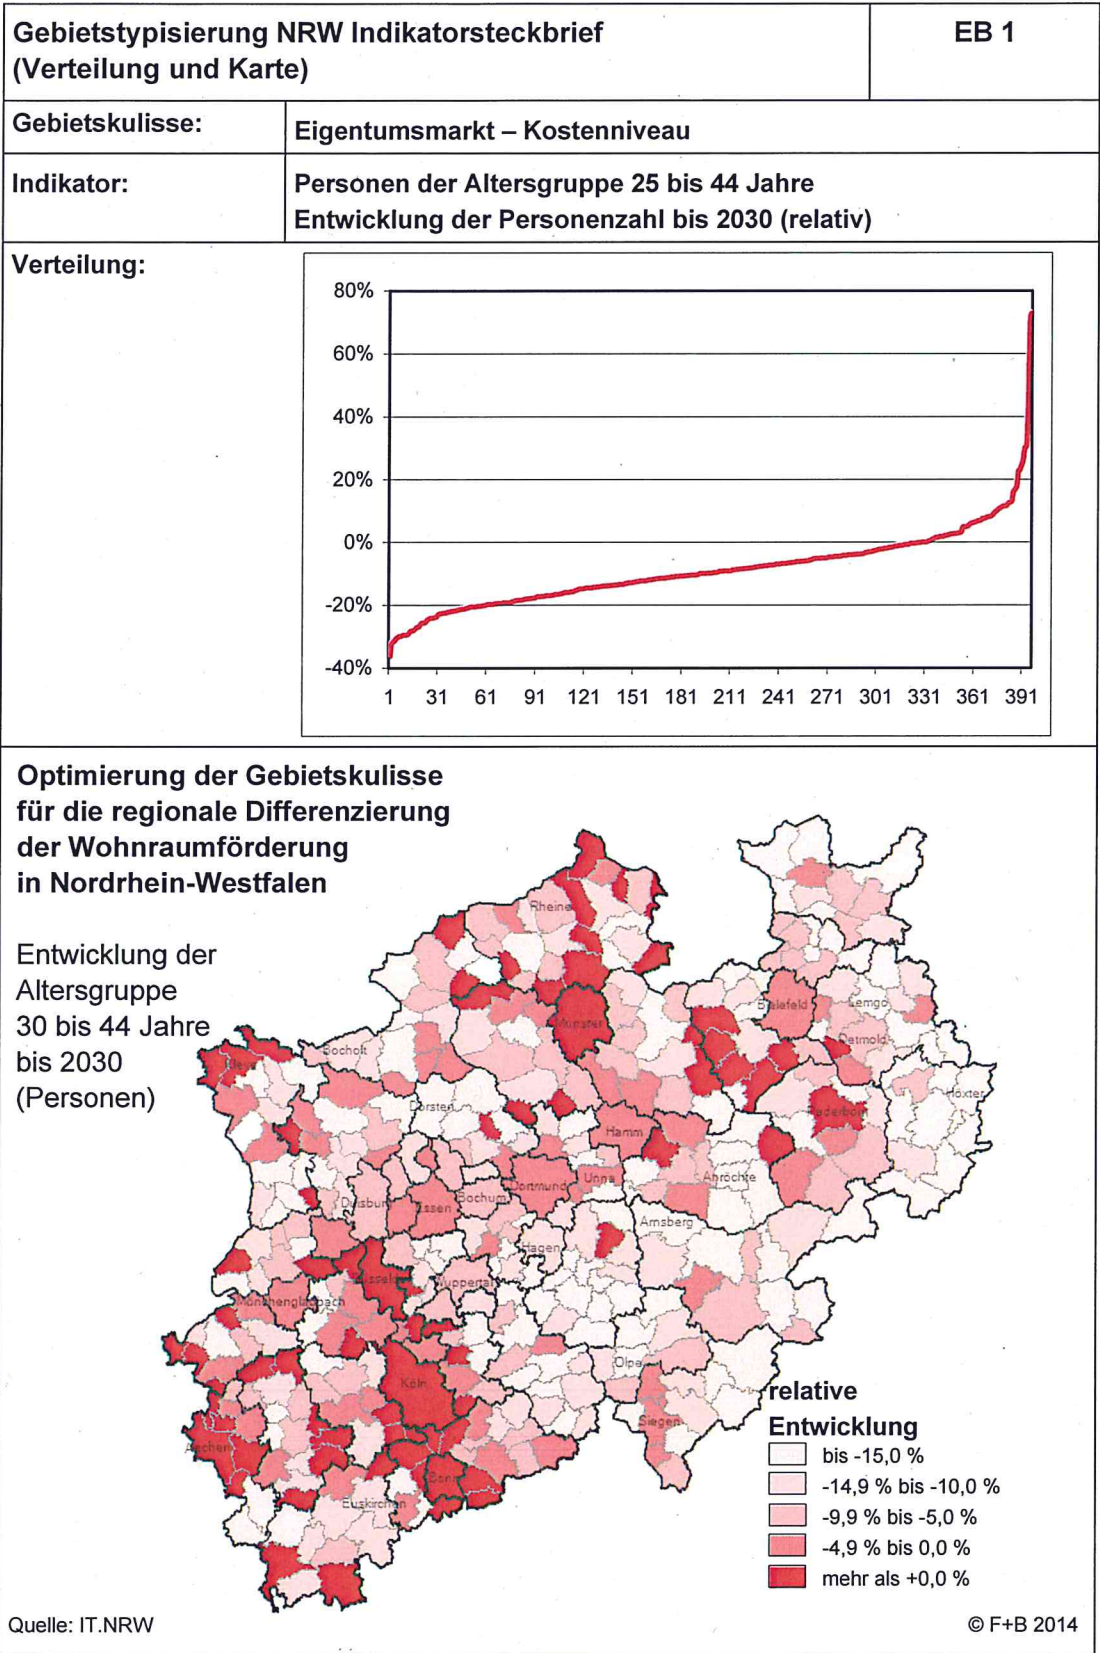 Gebietstypisierung NRW Indikatorsteckbrief
(Verteilung und Karte)
EB 1
Gebietskulisse:
Eigentumsmarkt – Kostenniveau
Indikator:
Personen der Altersgruppe 25 bis 44 Jahre
Entwicklung der Personenzahl bis 2030 (relativ)
Verteilung:
80%
60%
40%
20%
0%
-20%
-40%
1 31 61 91 121 151 181 211 241 271 301 331 361 391
Optimierung der Gebietskulisse
für die regionale Differenzierung
der Wohnraumförderung
in Nordrhein-Westfalen
Entwicklung der
Altersgruppe
30 bis 44 Jahre
bis 2030
(Personen)
Rheine
Bielefeld
Lemgo
Münster
Detmold
Bocholt
Kleve
Höxter
Dorsten
Paderborn
Hamm
Unna
Anröchte
Dortmund
Bochum
Duisburg
Essen
Arnsberg
Hagen
Düsseldorf
Wuppertal
Mönchengladbach
Olpe
Köln
Siegen
Aachen
Bonn
Euskirchen
relative
Entwicklung
bis -15,0 %
-14,9 % bis -10,0 %
-9,9 % bis -5,0 %
-4,9 % bis 0,0 %
mehr als +0,0 %
Quelle: IT.NRW
© F+B 2014